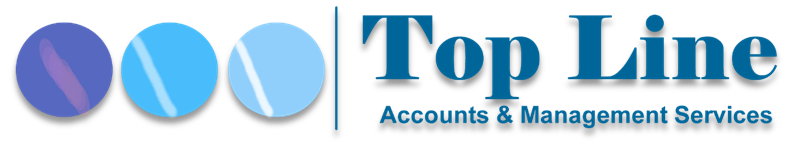 Top Line
Accounts & Management Services